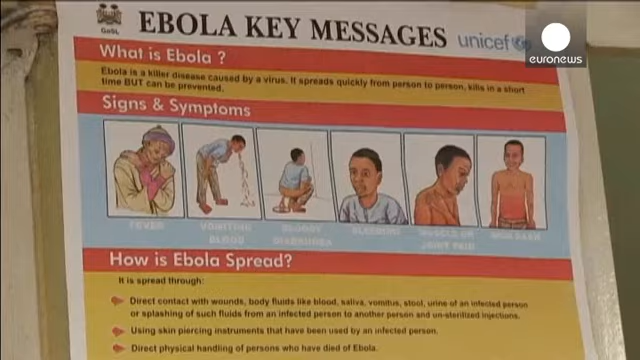 GoSL
EBOLA KEY MESSAGES
unicef
euronews
What is Ebola ?
Ebola is a killer disease caused by a virus. It spreads quickly from person to person, kills in a short
time BUT can be prevented.
Signs & Symptoms
FEVER
VOMITING
BLOOD
BLOODY
DIARRHOEA
BLEEDING
MUSCLE OR
JOINT PAIN
How is Ebola Spread?
It is spread through:
Direct contact with wounds, body fluids like blood, saliva, vomitus, stool, urine of an infected person
or splashing of such fluids from an infected person to another person and un-sterilized injections.
Using skin piercing instruments that have been used by an infected person.
Direct physical handling of persons who have died of Ebola.